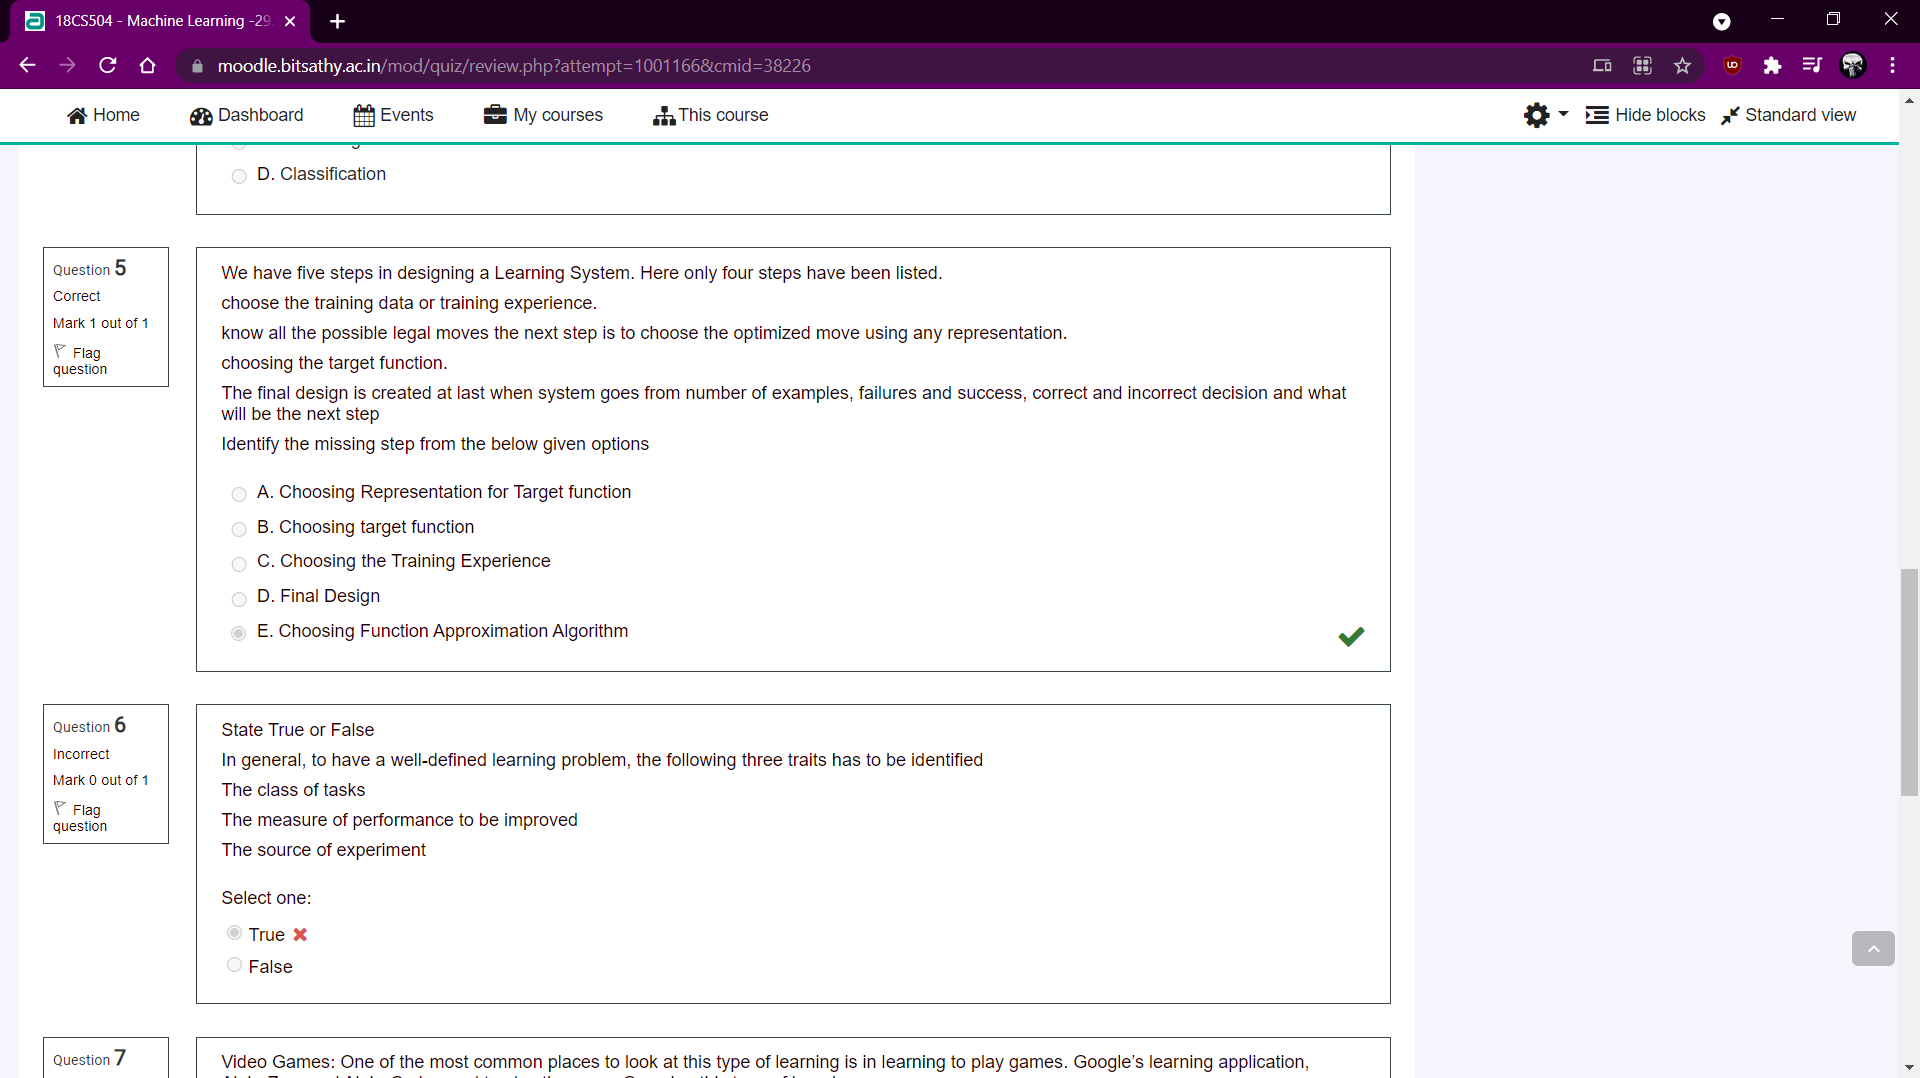 18CS504 - Machine Learning -29
moodle.bitsathy.ac.in/mod/quiz/review.php?attempt=1001166&cmid=38226
Home Dashboard Events My courses This course Hide blocks Standard view
D. Classification
Question 5
Correct
Mark 1 out of 1
Flag
question
We have five steps in designing a Learning System. Here only four steps have been listed.
choose the training data or training experience.
know all the possible legal moves the next step is to choose the optimized move using any representation.
choosing the target function.
The final design is created at last when system goes from number of examples, failures and success, correct and incorrect decision and what
will be the next step
Identify the missing step from the below given options
A. Choosing Representation for Target function
B. Choosing target function
C. Choosing the Training Experience
D. Final Design
E. Choosing Function Approximation Algorithm
Question 6
Incorrect
Mark 0 out of 1
Flag
question
State True or False
In general, to have a well-defined learning problem, the following three traits has to be identified
The class of tasks
The measure of performance to be improved
The source of experiment
Select one:
True
False
Question 7
Video Games: One of the most common places to look at this type of learning is in learning to play games. Google's learning application,